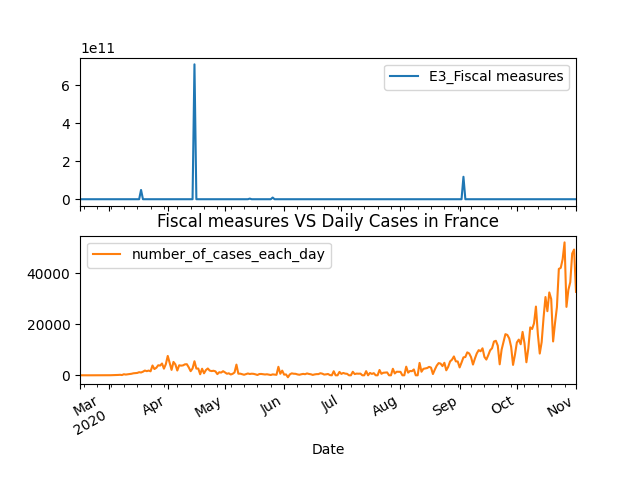 1e11
E3_Fiscal measures
6
4
2
0
Fiscal measures VS Daily Cases in France
number_of_cases_each_day
40000
20000
0
Mar
2020
Apr
May
Jun
Jul
Aug
Sep
Oct
Nov
Date